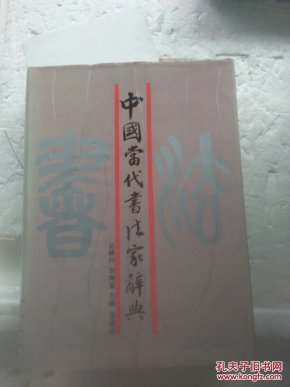 中國當代書法家辭典
書
法
孔夫子旧书网